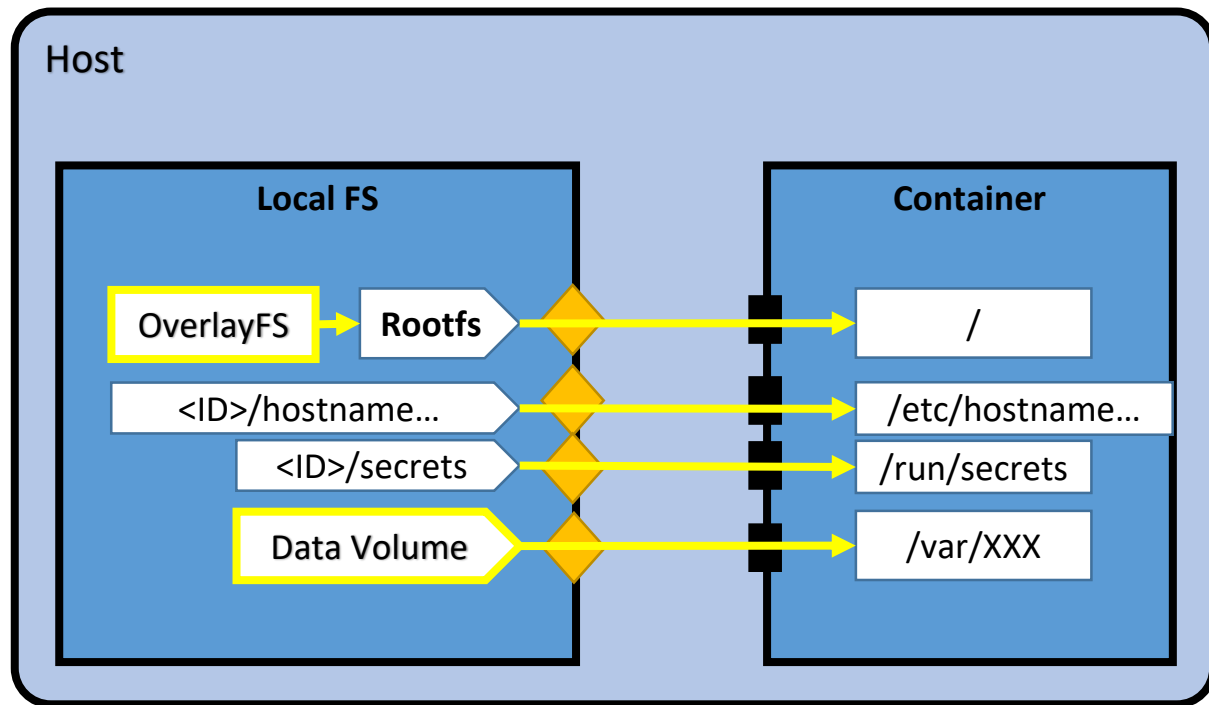 Host
Local FS
Container
OverlayFS
Rootfs
/
<ID>/hostname...
/etc/hostname...
<ID>/secrets
/run/secrets
Data Volume
/var/XXX